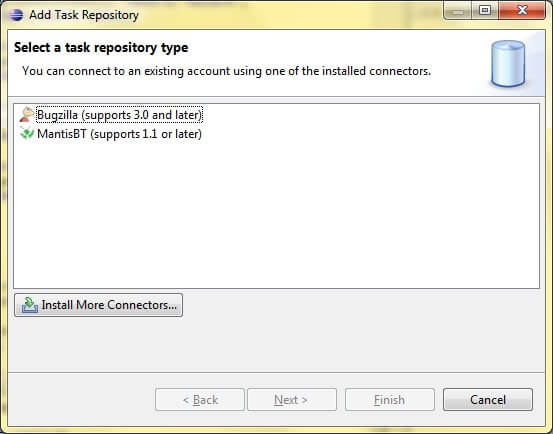 Add Task Repository
Select a task repository type
You can connect to an existing account using one of the installed connectors.
Bugzilla (supports 3.0 and later)
MantisBT (supports 1.1 or later)
Install More Connectors...
< Back
Next >
Finish
Cancel